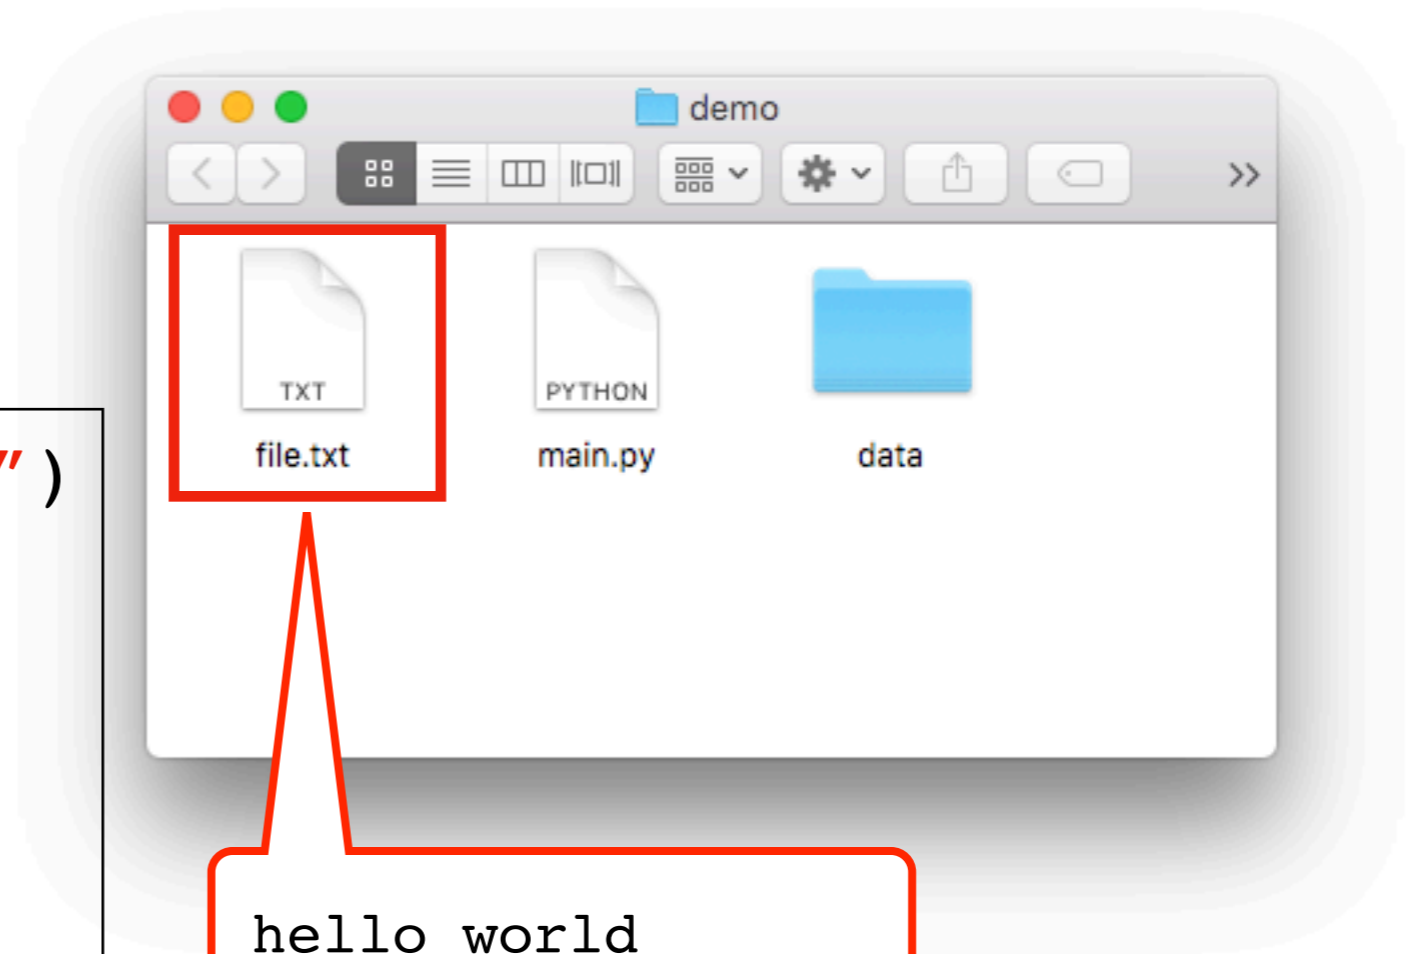 demo
TXT
PYTHON
file.txt
main.py
data
")
hello world